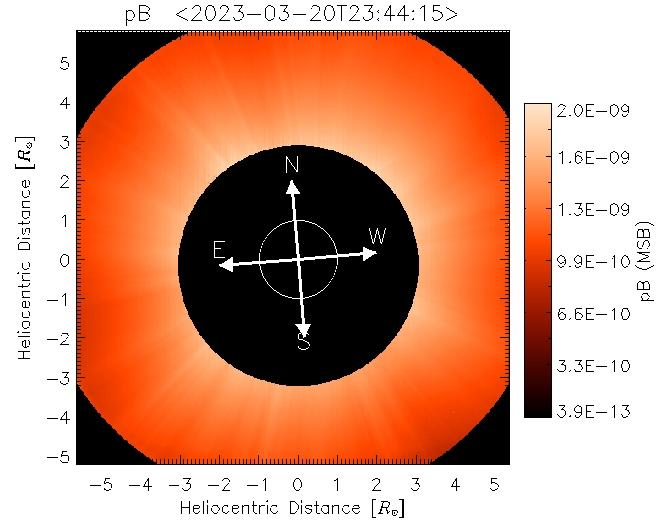 pB <2023-03-20T23:44:15>
Heliocentric Distance [R☉]
5
4
3
2
1
0
−1
−2
−3
−4
−5
N
E
W
S
−5 −4 −3 −2 −1 0 1 2 3 4 5
Heliocentric Distance [R☉]
2.0E−09
1.6E−09
1.3E−09
9.9E−10
6.6E−10
3.3E−10
3.9E−13
pB (MSB)